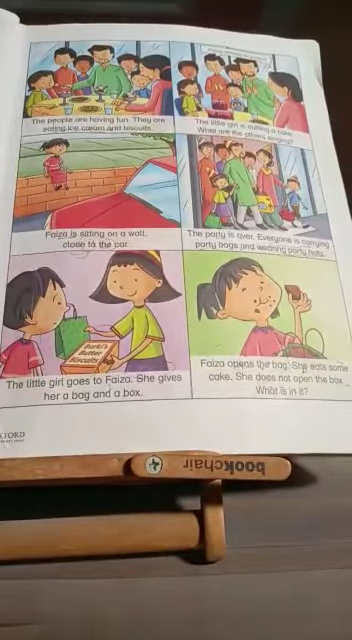 The people are having fun. They are
eating ice cream and biscuits.
The little girl is cutting a cake.
What are the others singing?
Faiza is sitting on a wall,
close to the car.
The party is over. Everyone is carrying
party bags and wearing party hats.
Burki's
Butter
Biscuits
The little girl goes to Faiza. She gives
her a bag and a box.
Faiza opens the bag. She eats some
cake. She does not open the box.
What is in it?
bookchair